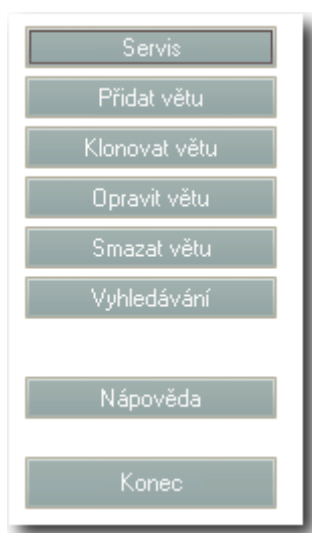 Servis
Přidat větu
Klonovat větu
Opravit větu
Smazat větu
Vyhledávání
Nápověda
Konec